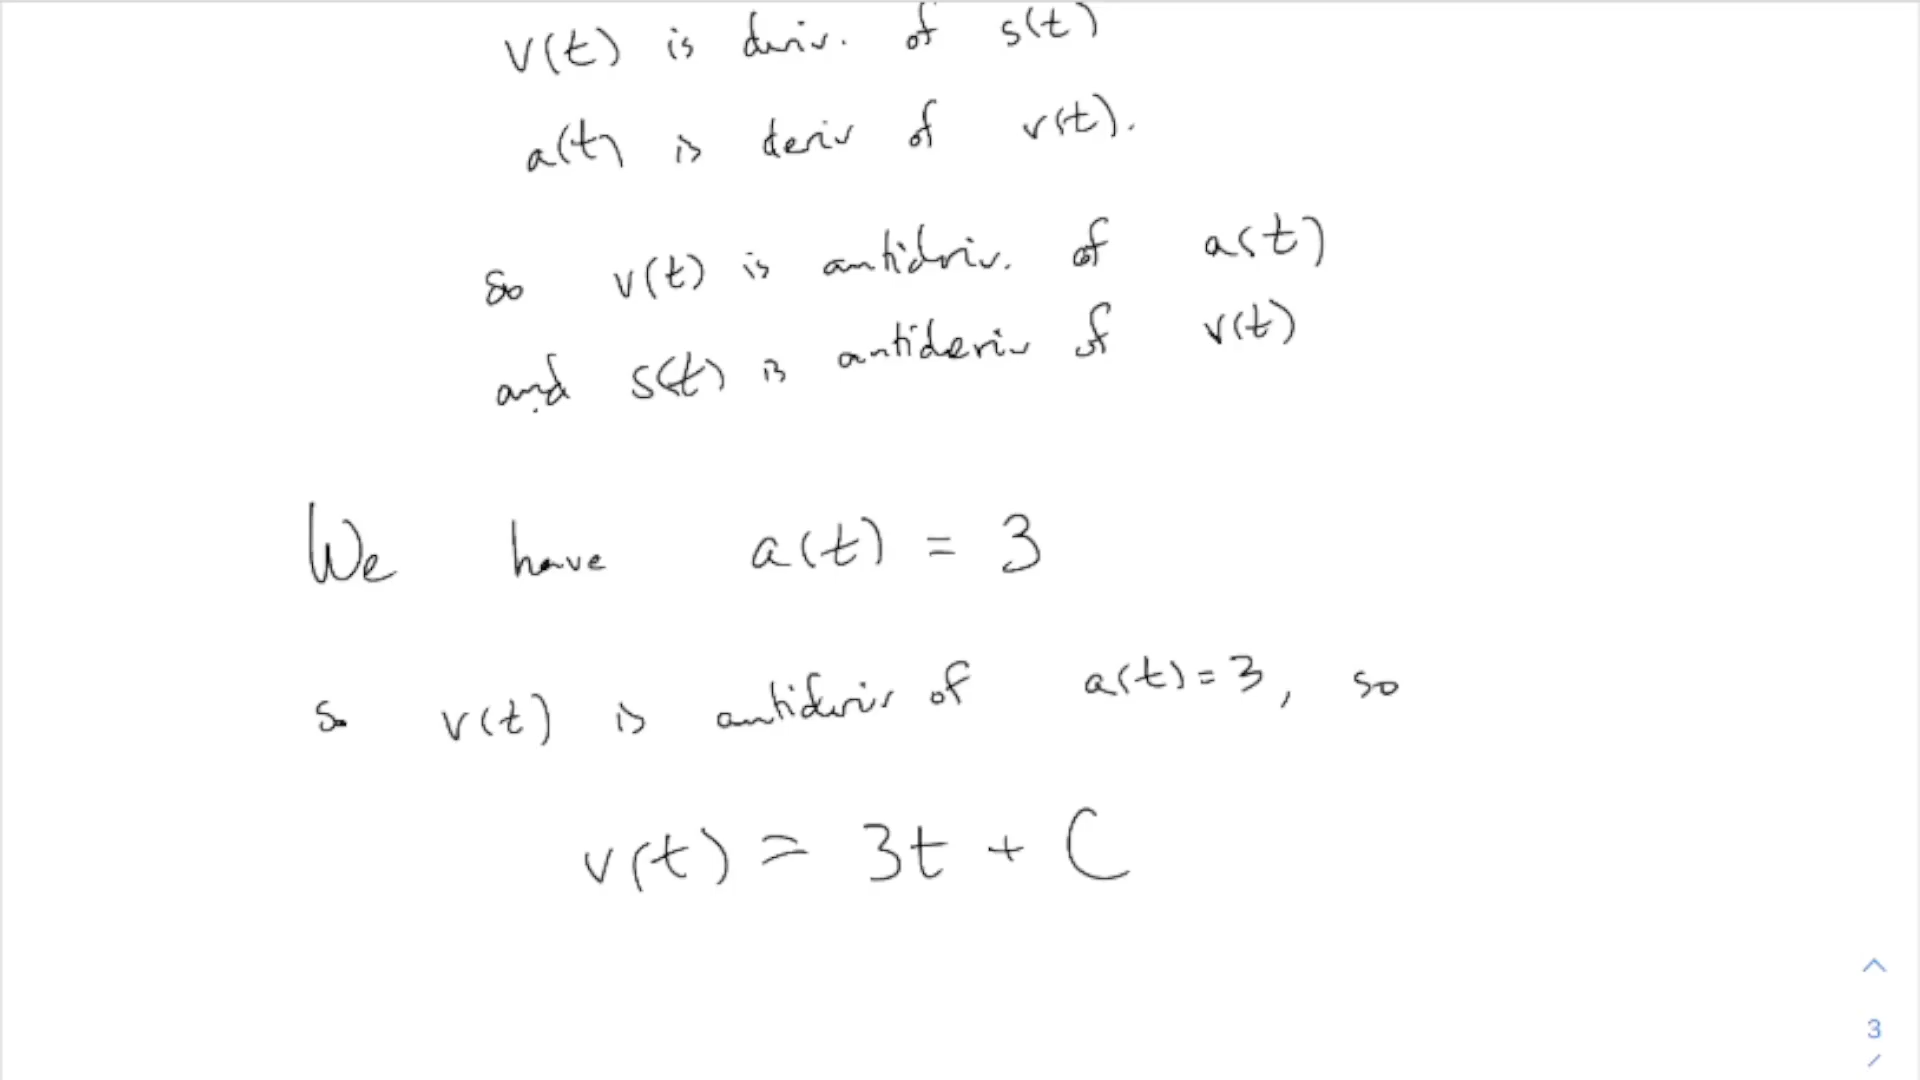 v(t) is deriv. of s(t)
a(t) is deriv of v(t).
so v(t) is antideriv. of a(t)
and s(t) is antideriv of v(t)
We have a(t) = 3
so v(t) is antideriv of a(t) = 3, so
v(t) = 3t + C
3